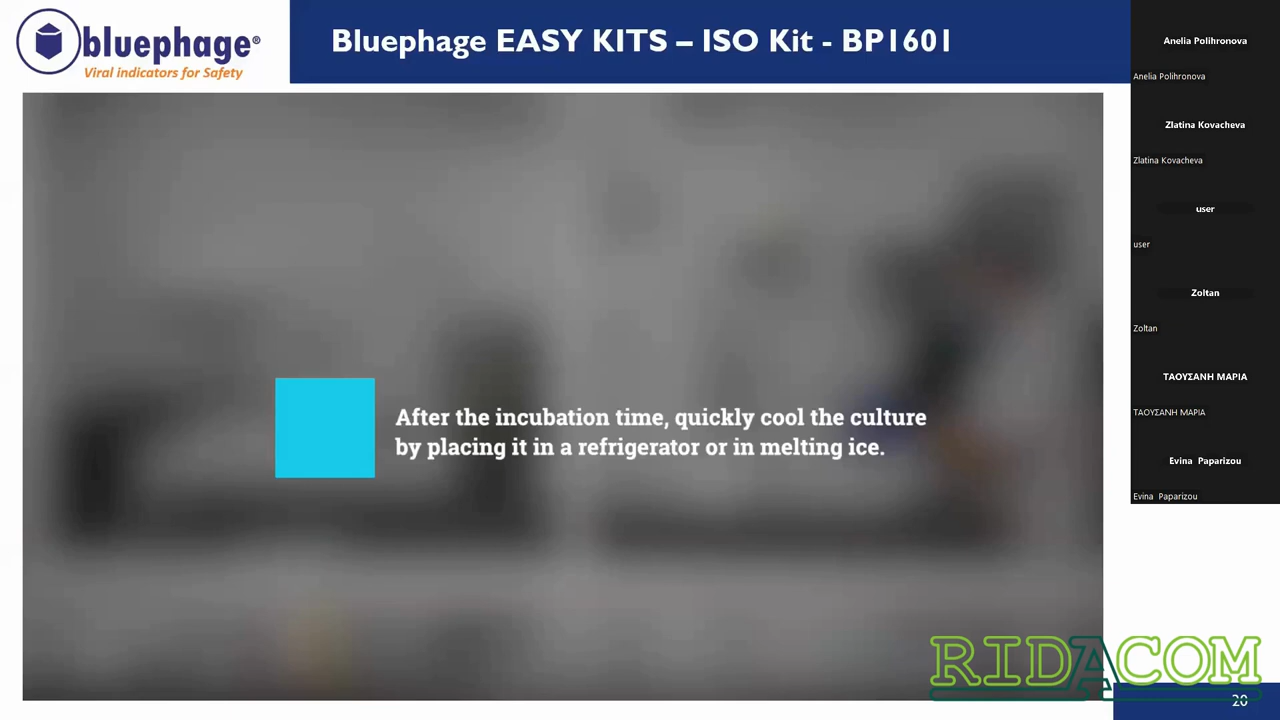 bluephage®
Viral indicators for Safety
Bluephage EASY KITS – ISO Kit - BP1601
After the incubation time, quickly cool the culture
by placing it in a refrigerator or in melting ice.
Anelia Polihronova
Anelia Polihronova
Zlatina Kovacheva
Zlatina Kovacheva
user
user
Zoltan
Zoltan
ΤΑΟΥΣΑΝΗ ΜΑΡΙΑ
ΤΑΟΥΣΑΝΗ ΜΑΡΙΑ
Evina Paparizou
Evina Paparizou
RIDACOM
20